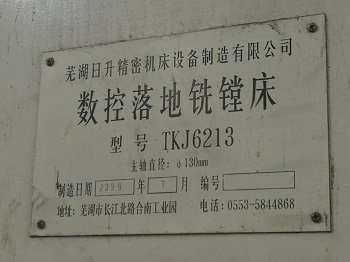 芜湖日升精密机床设备制造有限公司
数控落地铣镗床
型号 TKJ6213
主轴直径: φ130mm
制造日期 2009 年 7 月 编号
地址: 芜湖市长江北路合南工业园 电话: 0553-5844868